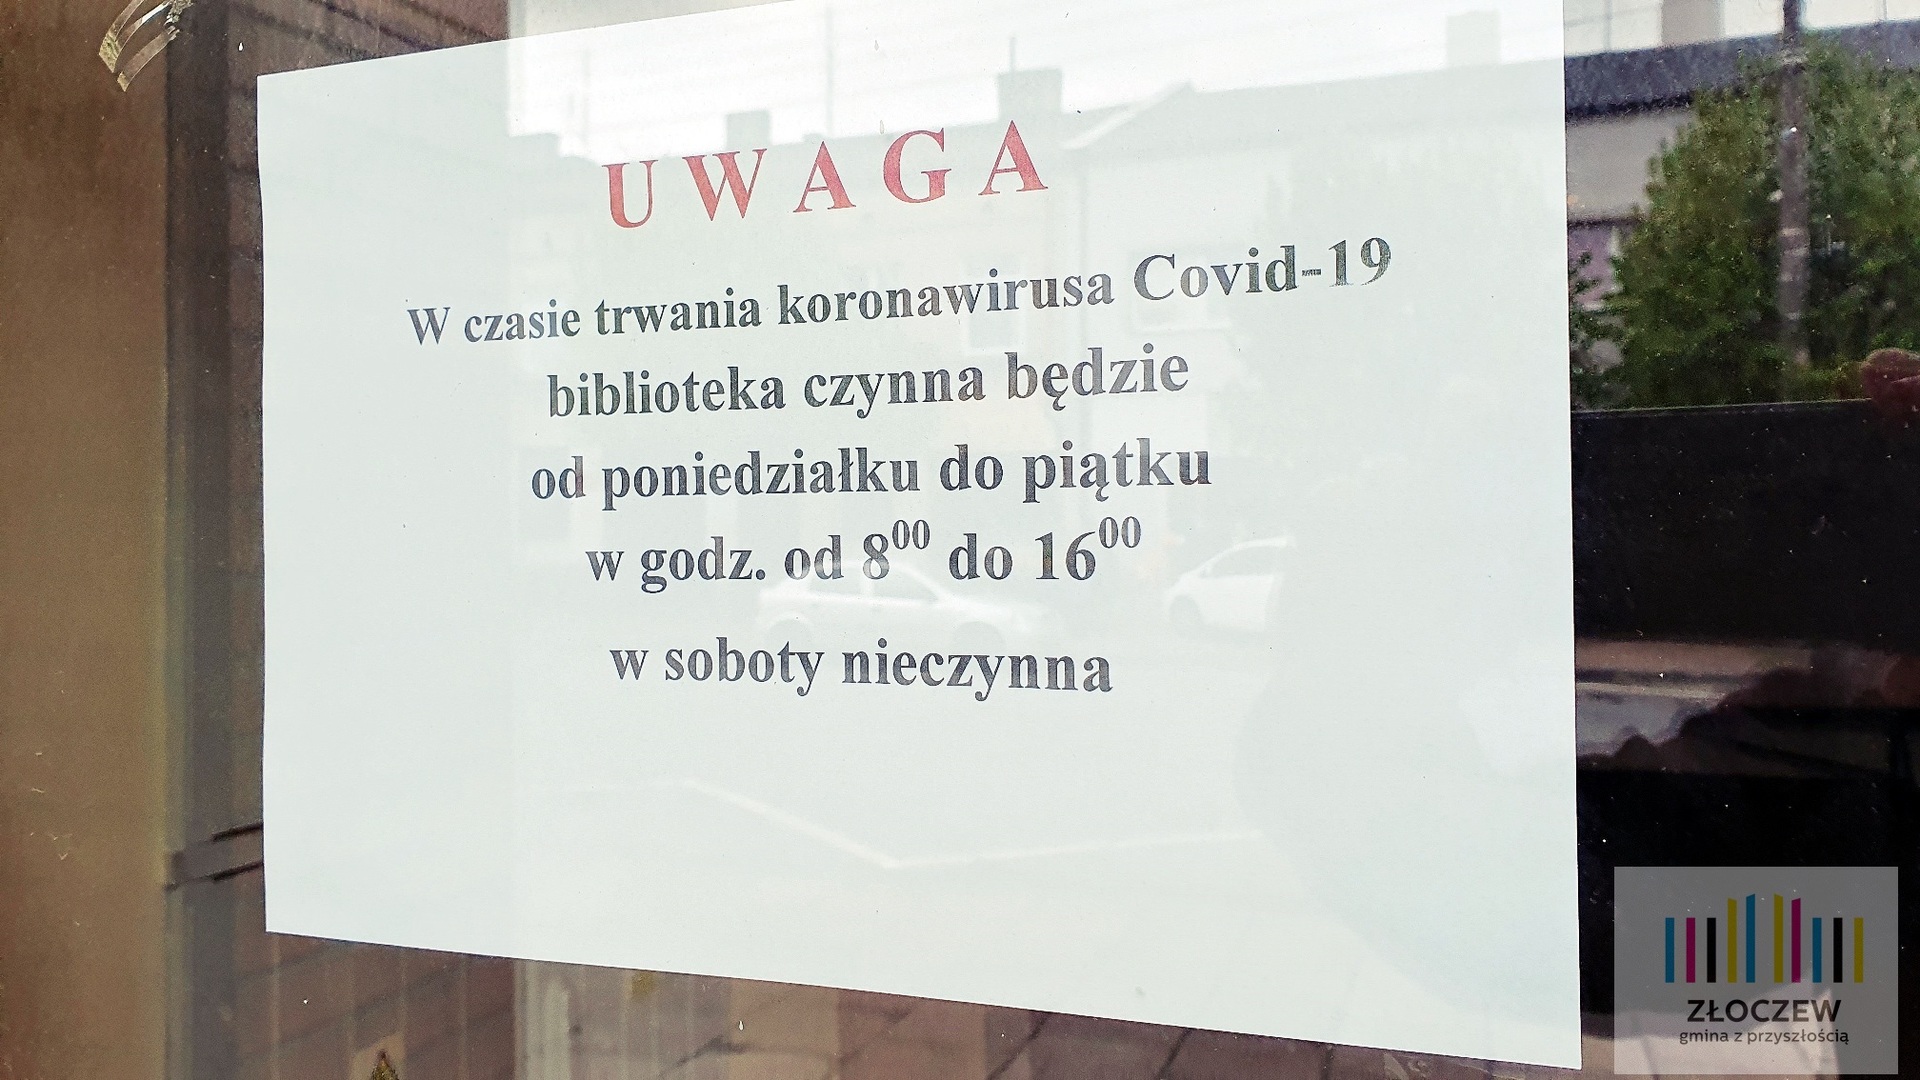 U W A G A
W czasie trwania koronawirusa Covid-19
biblioteka czynna będzie
od poniedziałku do piątku
w godz. od 8⁰⁰ do 16⁰⁰
w soboty nieczynna
ZŁOCZEW
gmina z przyszłością